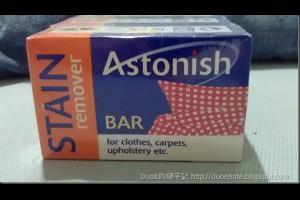 STAIN
remover
Astonish
BAR
for clothes, carpets,
upholstery etc.
DuoE的隨手記 http://duoenote.blogspot.com/